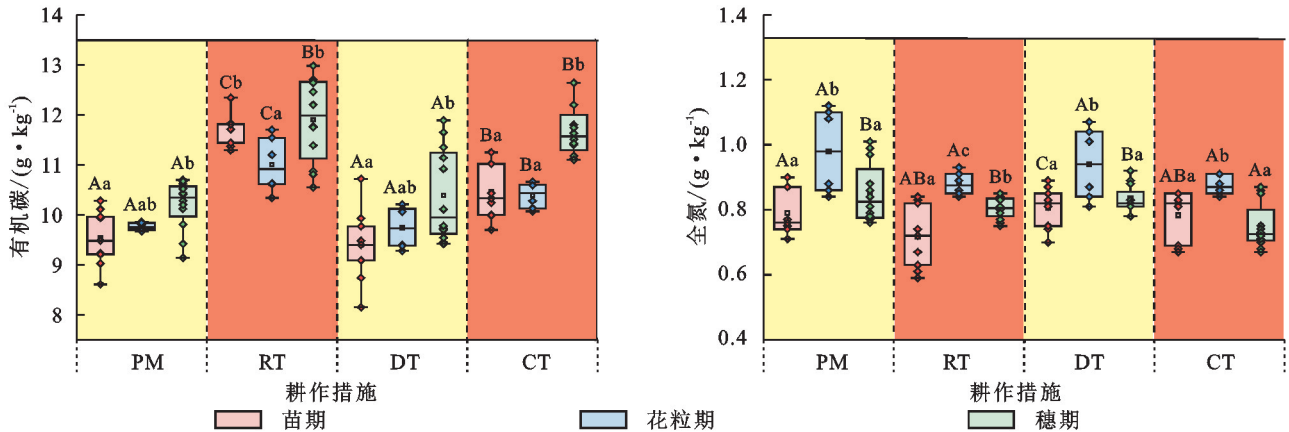 14
13
12
11
10
9
8
有机碳/(g·kg⁻¹)
Aa Aab Ab Cb Ca Bb Aa Aab Ab Ba Ba Bb
PM RT DT CT
耕作措施
1.4
1.2
1.0
0.8
0.6
0.4
全氮/(g·kg⁻¹)
Aa Ab Ba ABa Ac Bb Ca Ab Ba ABa Ab Aa
PM RT DT CT
耕作措施
苗期 花粒期 穗期